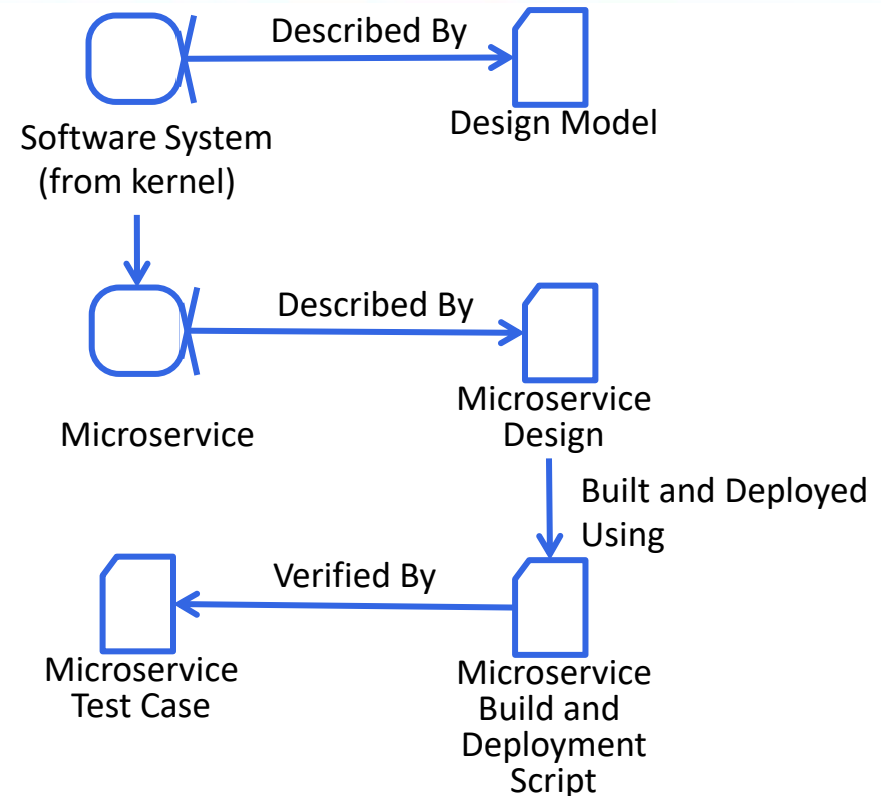 Described By
Design Model
Software System
(from kernel)
Described By
Microservice
Microservice
Design
Built and Deployed
Using
Verified By
Microservice
Test Case
Microservice
Build and
Deployment
Script